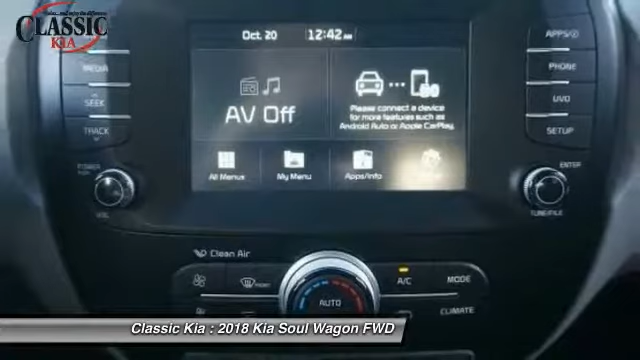 CLASSIC
KIA
Oct. 20
12:42
APPS/
MEDIA
PHONE
AV Off
Please connect a device
for more features such as
Android Auto or Apple CarPlay.
SEEK
UVO
TRACK
SETUP
POWER
ENTER
All Menus
My Menu
Apps/Info
VOL
TUNE/FILE
Clean Air
AUTO
A/C
MODE
CLIMATE
Classic Kia : 2018 Kia Soul Wagon FWD